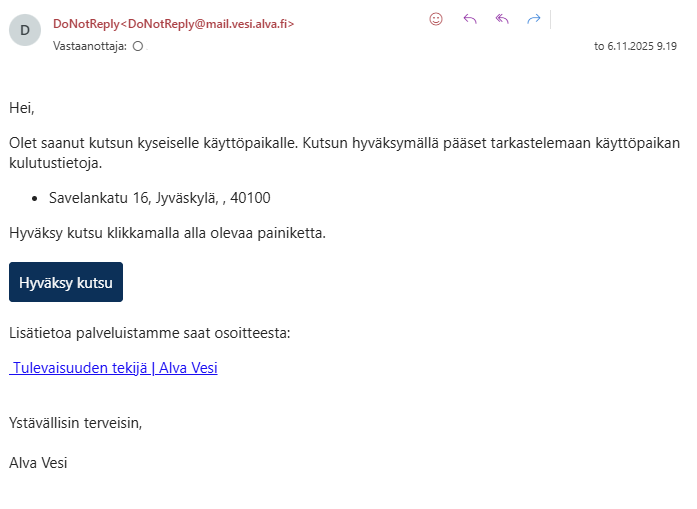 D
DoNotReply<DoNotReply@mail.vesi.alva.fi>
Vastaanottaja:
to 6.11.2025 9.19
Hei,
Olet saanut kutsun kyseiselle käyttöpaikalle. Kutsun hyväksymällä pääset tarkastelemaan käyttöpaikan
kulutustietoja.
• Savelankatu 16, Jyväskylä, , 40100
Hyväksy kutsu klikkamalla alla olevaa painiketta.
Hyväksy kutsu
Lisätietoa palveluistamme saat osoitteesta:
Tulevaisuuden tekijä | Alva Vesi
Ystävällisin terveisin,
Alva Vesi